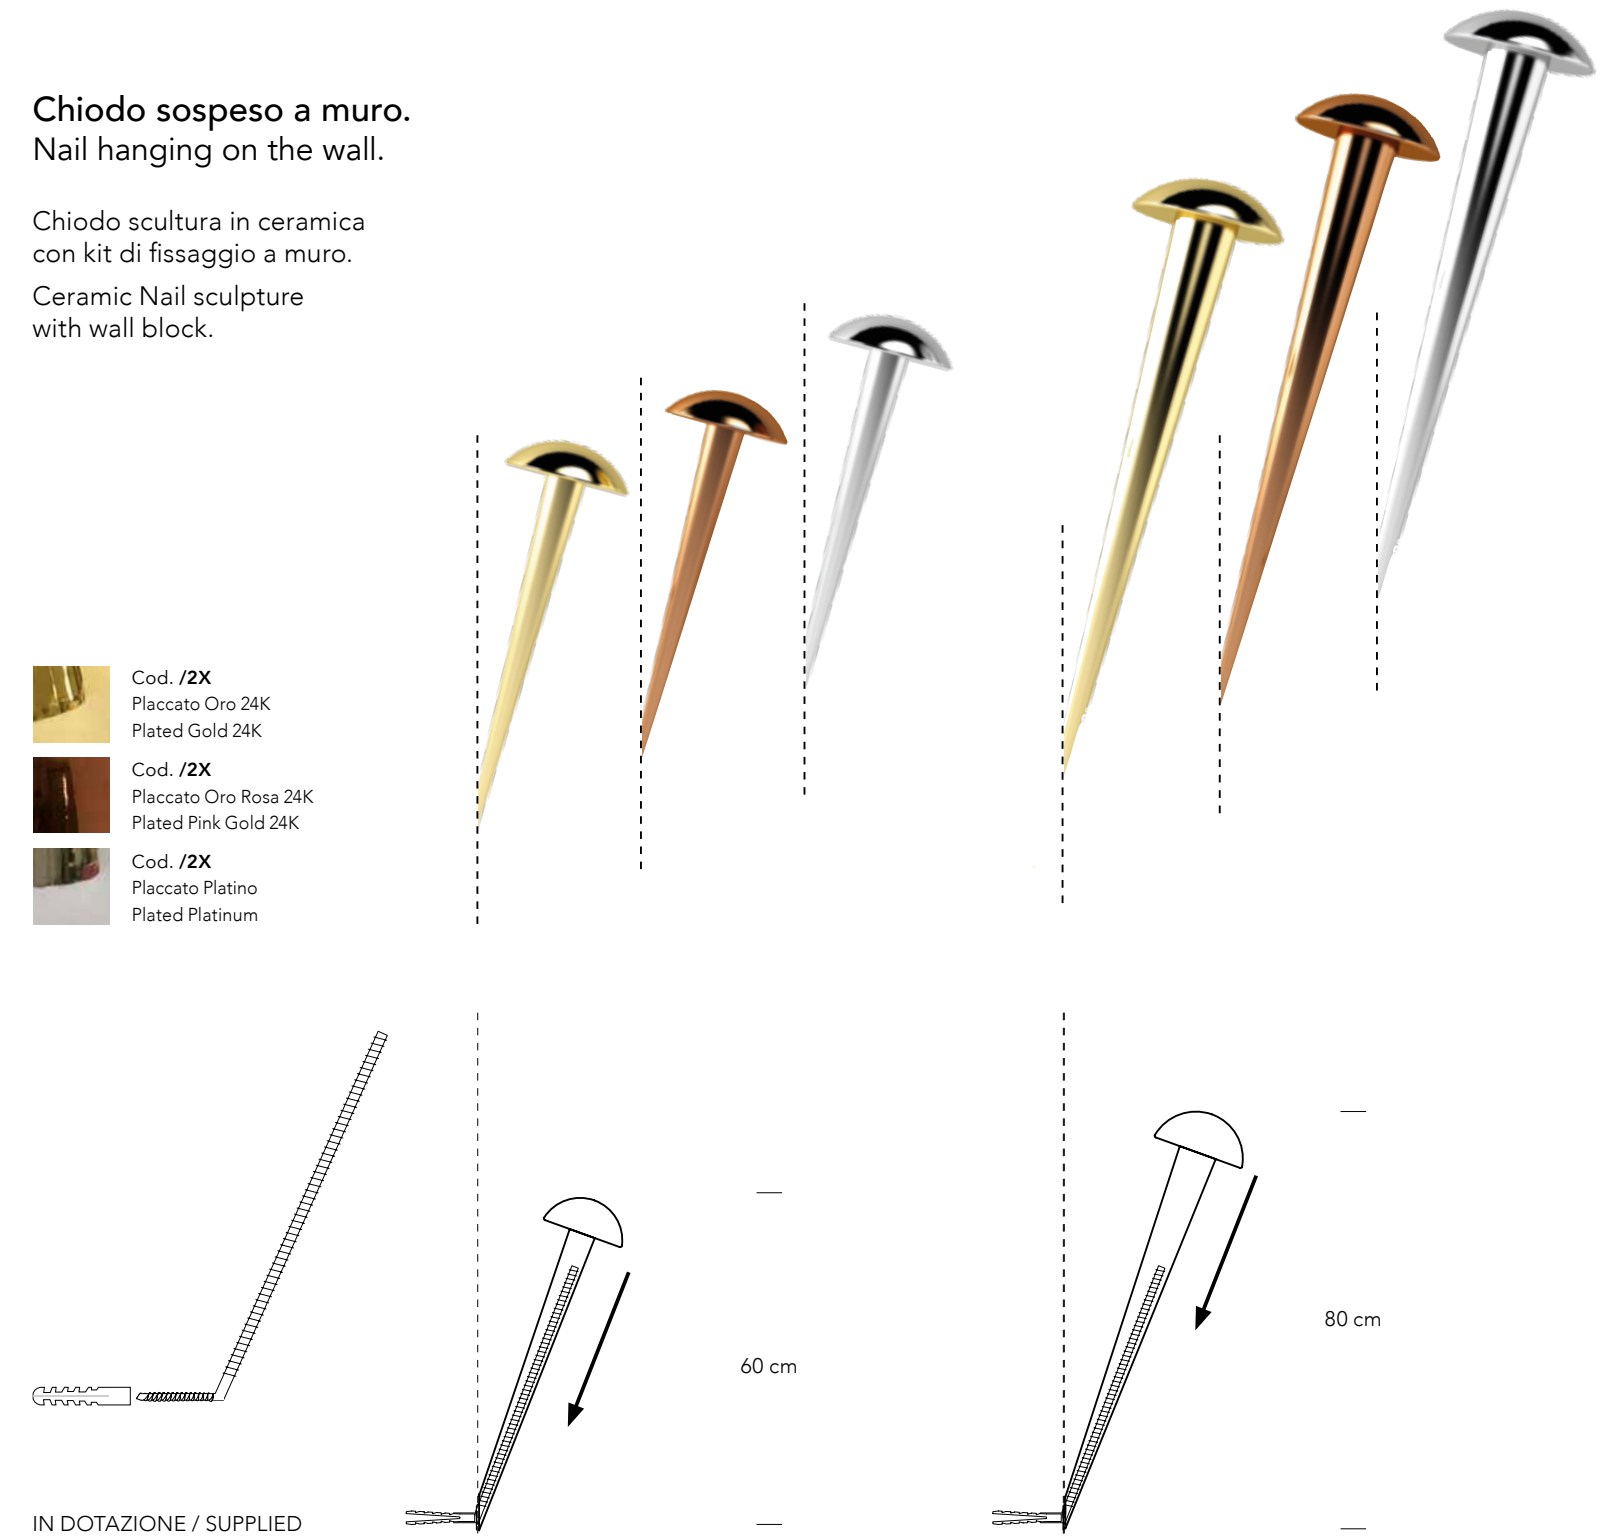 Chiodo sospeso a muro.
Nail hanging on the wall.
Chiodo scultura in ceramica
con kit di fissaggio a muro.
Ceramic Nail sculpture
with wall block.
Cod. /2X
Placcato Oro 24K
Plated Gold 24K
Cod. /2X
Placcato Oro Rosa 24K
Plated Pink Gold 24K
Cod. /2X
Placcato Platino
Plated Platinum
60 cm
80 cm
IN DOTAZIONE / SUPPLIED